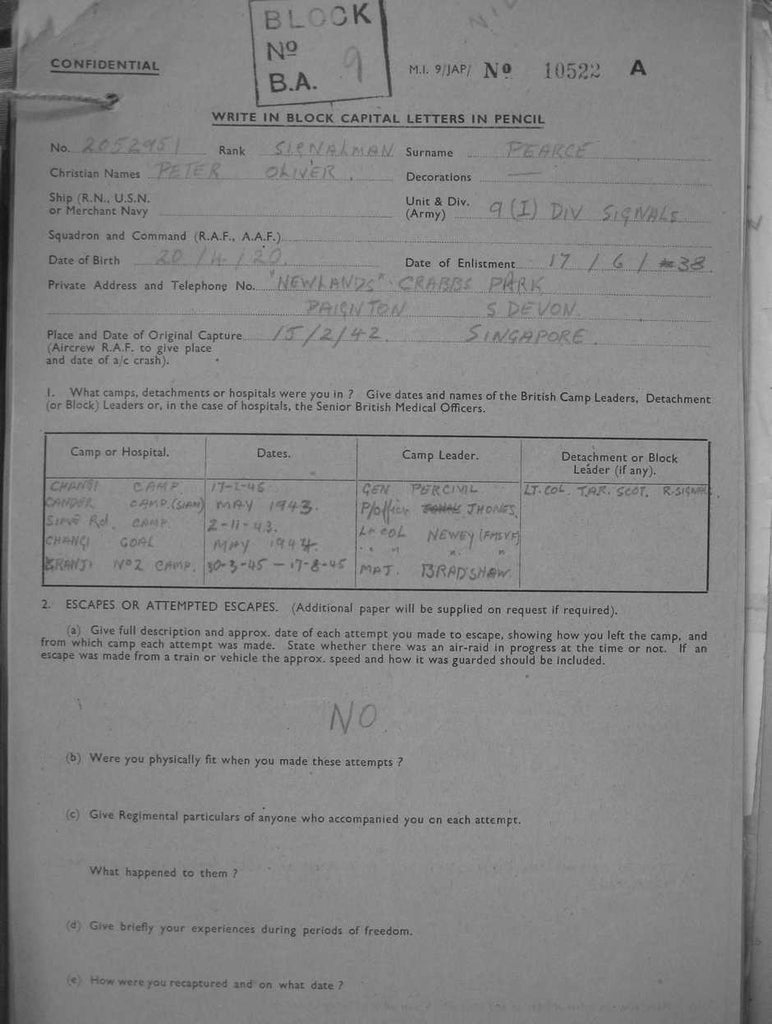 BLOCK
No 9
B.A.
CONFIDENTIAL
M.I. 9/JAP/ No 10522 A
WRITE IN BLOCK CAPITAL LETTERS IN PENCIL
No. 2052951 Rank SIGNALMAN Surname PEARCE
Christian Names PETER OLIVER. Decorations —
Ship (R.N., U.S.N. or Merchant Navy
Unit & Div. (Army) 9 (I) DIV SIGNALS
Squadron and Command (R.A.F., A.A.F.)
Date of Birth 20/4/20. Date of Enlistment 17/6/38.
Private Address and Telephone No. "NEWLANDS" CRABBS PARK
PAIGNTON S DEVON.
Place and Date of Original Capture 15/2/42. SINGAPORE.
(Aircrew R.A.F. to give place
and date of a/c crash).
1. What camps, detachments or hospitals were you in ? Give dates and names of the British Camp Leaders, Detachment
(or Block) Leaders or, in the case of hospitals, the Senior British Medical Officers.
Camp or Hospital. Dates. Camp Leader. Detachment or Block Leader (if any).
CHANGI CAMP 17-2-4 GEN PERCIVIL LT. COL. T.A.R. SCOT. R.SIGNALS.
CAMP.(SIAM) MAY 1943. P/officer JHONES.
SIME Rd. CAMP. 2-11-43. Lt COL NEWEY (FMSVF)
CHANGI GOAL MAY 1944. " " " " "
KRANJI No2 CAMP. 30-3-45 — 17-8-45 MAJ. BRADSHAW.
2. ESCAPES OR ATTEMPTED ESCAPES. (Additional paper will be supplied on request if required).
(a) Give full description and approx. date of each attempt you made to escape, showing how you left the camp, and
from which camp each attempt was made. State whether there was an air-raid in progress at the time or not. If an
escape was made from a train or vehicle the approx. speed and how it was guarded should be included.
NO
(b) Were you physically fit when you made these attempts ?
(c) Give Regimental particulars of anyone who accompanied you on each attempt.
What happened to them ?
(d) Give briefly your experiences during periods of freedom.
(e) How were you recaptured and on what date ?